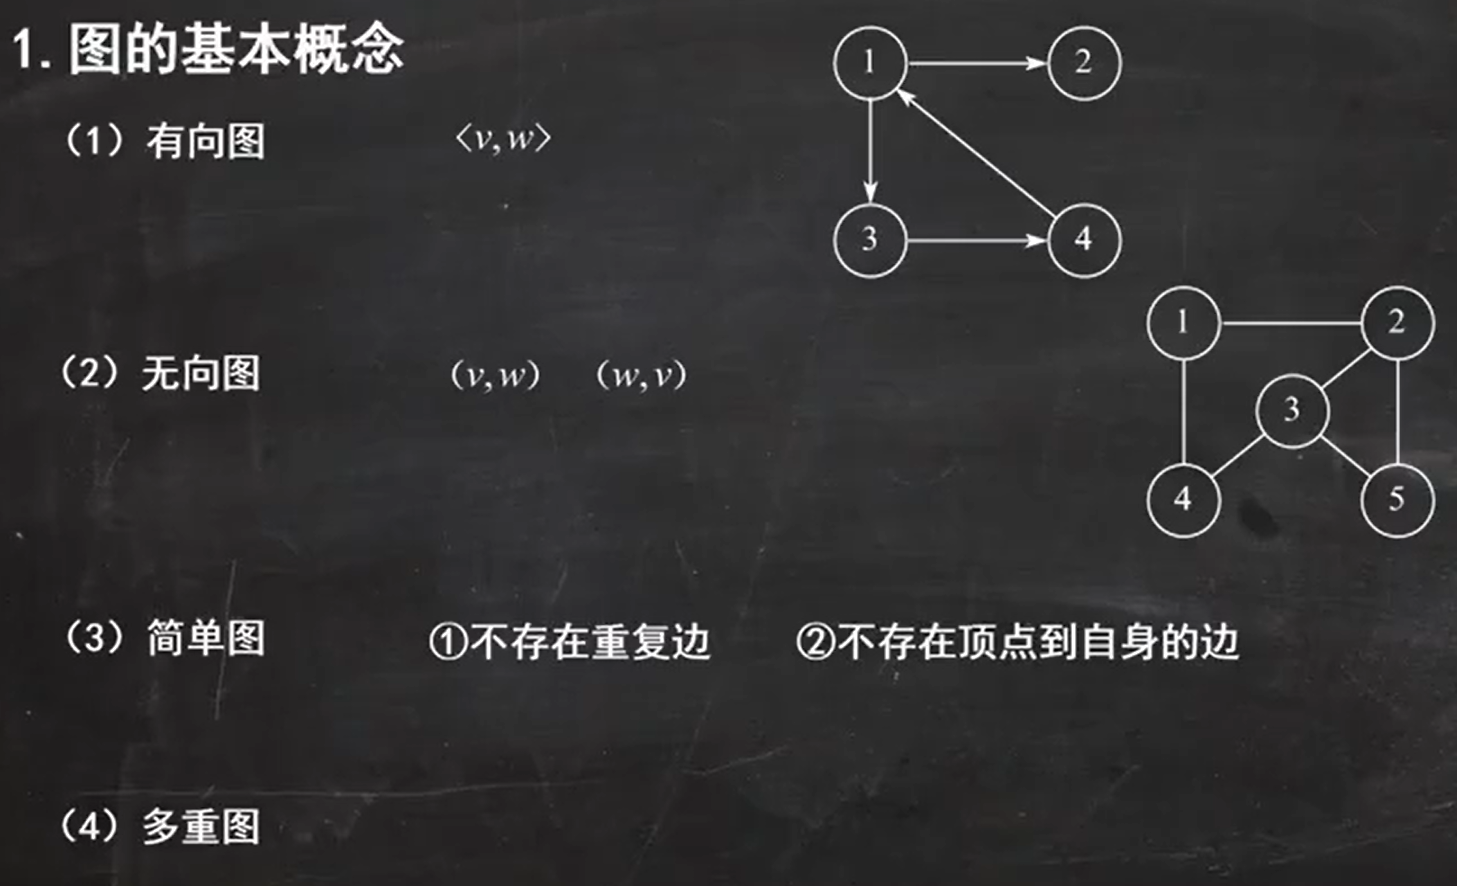 1.图的基本概念
(1)有向图 〈v,w〉
1 2
3 4
(2)无向图 (v,w) (w,v)
1 2
3
4 5
(3)简单图 ①不存在重复边 ②不存在顶点到自身的边
(4)多重图